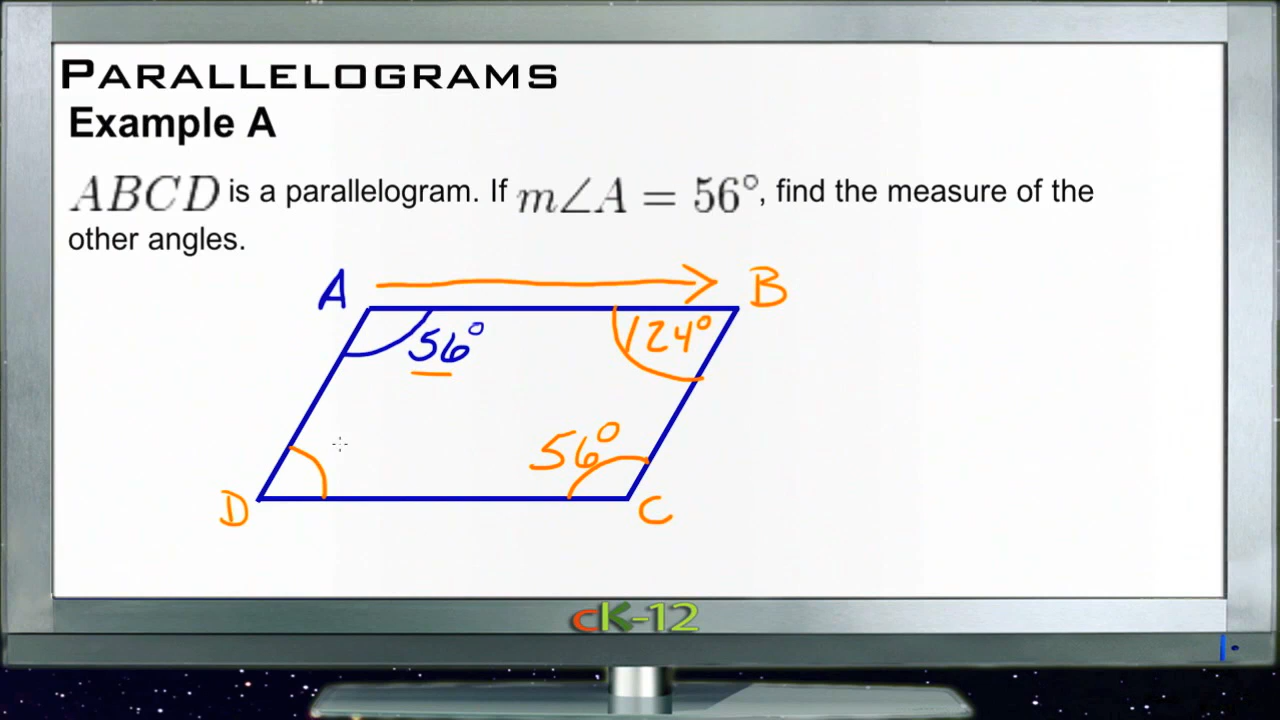 PARALLELOGRAMS
Example A
ABCD is a parallelogram. If m∠A = 56°, find the measure of the
other angles.
A B
56° 124°
56°
D C
cK-12